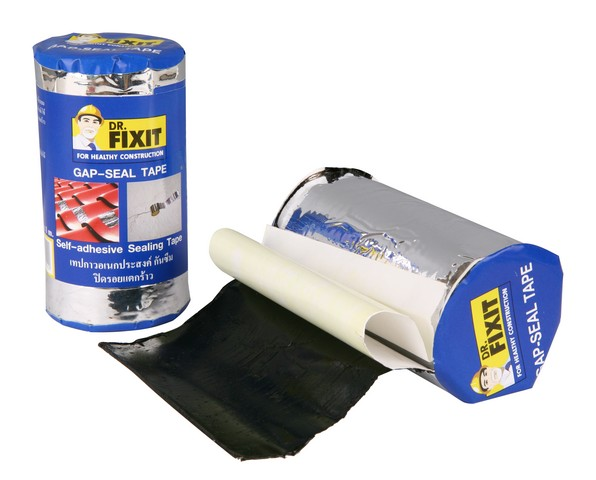 GAP-SEAL TAPE
DR.
FIXIT
FOR HEALTHY CONSTRUCTION
GAP-SEAL TAPE
Self-adhesive Sealing Tape
เทปกาวอเนกประสงค์ กันซึม
ปิดรอยแตกร้าว
DR.
FIXIT
FOR HEALTHY CONSTRUCTION
GAP-SEAL TAPE